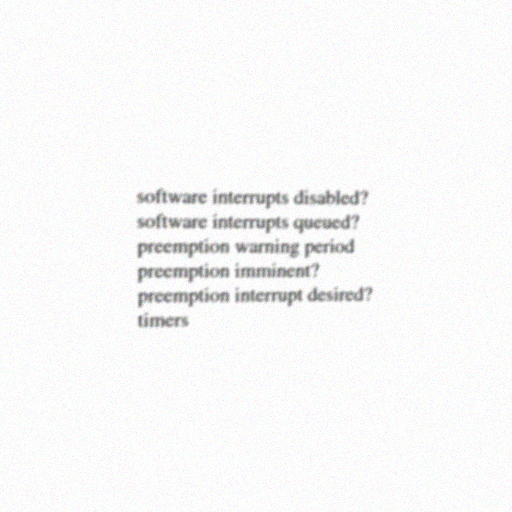 software interrupts disabled?
software interrupts queued?
preemption warning period
preemption imminent?
preemption interrupt desired?
timers